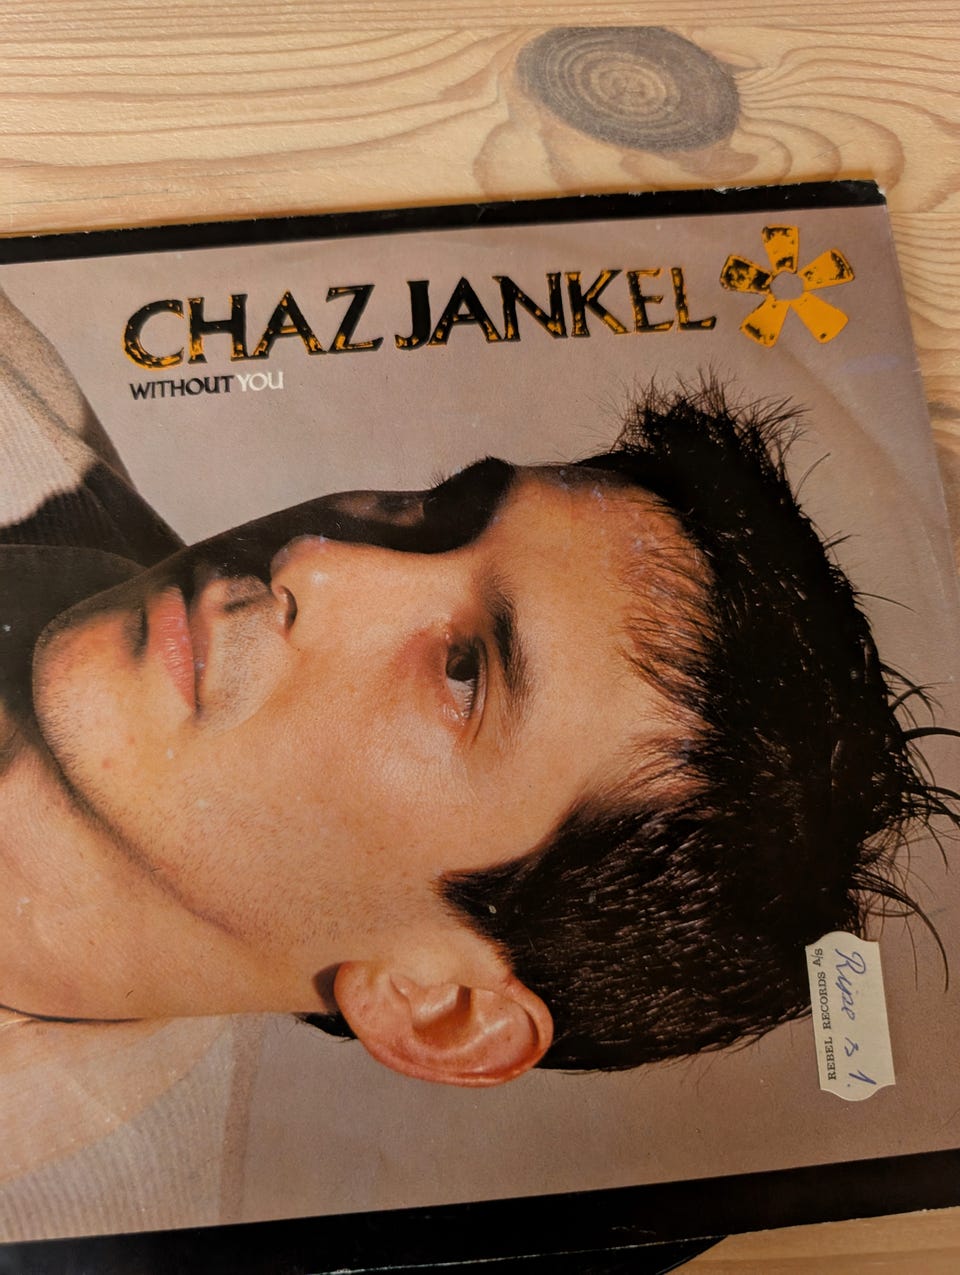 CHAZ JANKEL
WITHOUT YOU
REBEL RECORDS A/S